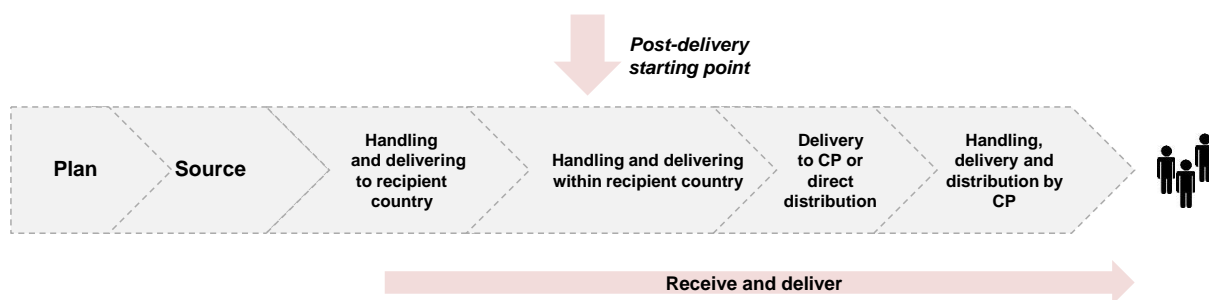 Post-delivery
starting point
Plan
Source
Handling
and delivering
to recipient
country
Handling and delivering
within recipient country
Delivery
to CP or
direct
distribution
Handling,
delivery and
distribution by
CP
Receive and deliver